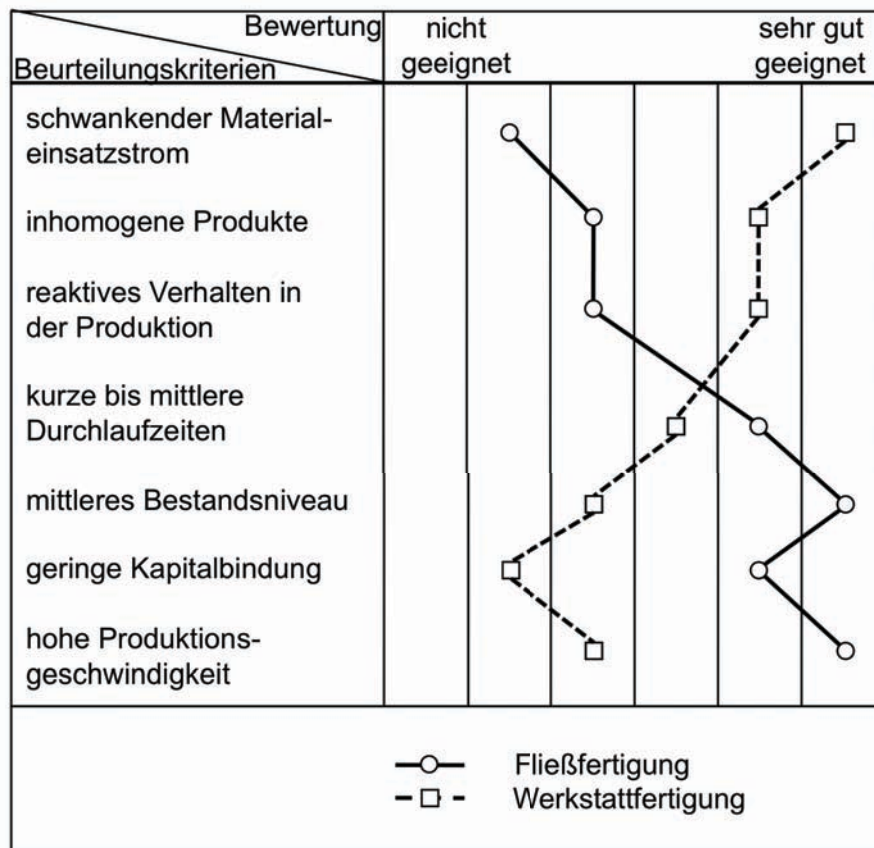 Bewertung
Beurteilungskriterien
nicht
geeignet
sehr gut
geeignet
schwankender Material-
einsatzstrom
inhomogene Produkte
reaktives Verhalten in
der Produktion
kurze bis mittlere
Durchlaufzeiten
mittleres Bestandsniveau
geringe Kapitalbindung
hohe Produktions-
geschwindigkeit
Fließfertigung
Werkstattfertigung